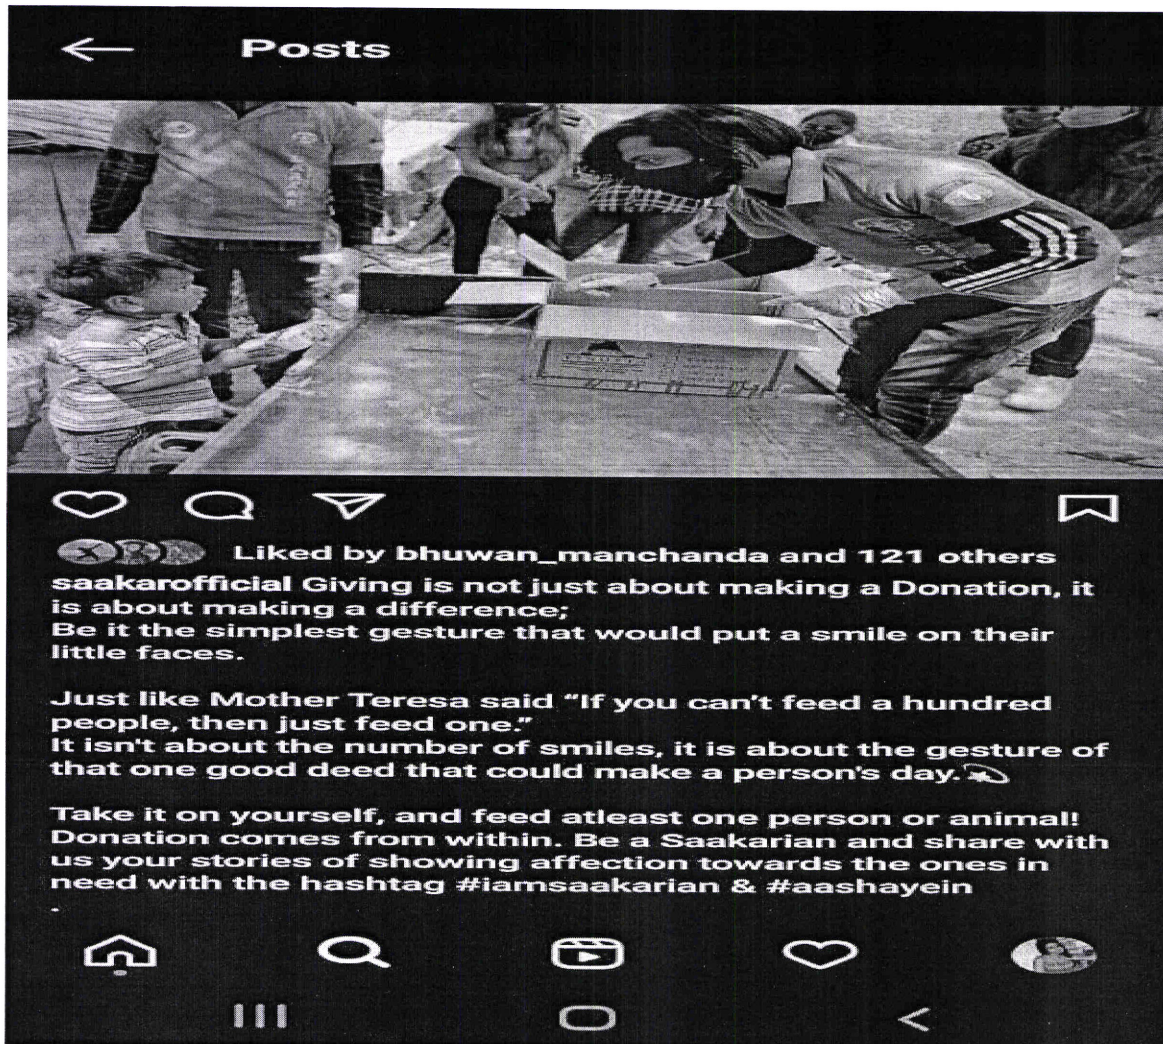 Posts
Liked by bhuwan_manchanda and 121 others
saakarofficial Giving is not just about making a Donation, it
is about making a difference;
Be it the simplest gesture that would put a smile on their
little faces.
Just like Mother Teresa said “If you can’t feed a hundred
people, then just feed one.”
It isn't about the number of smiles, it is about the gesture of
that one good deed that could make a person's day.
Take it on yourself, and feed atleast one person or animal!
Donation comes from within. Be a Saakarian and share with
us your stories of showing affection towards the ones in
need with the hashtag #iamsaakarian & #aashayein
.